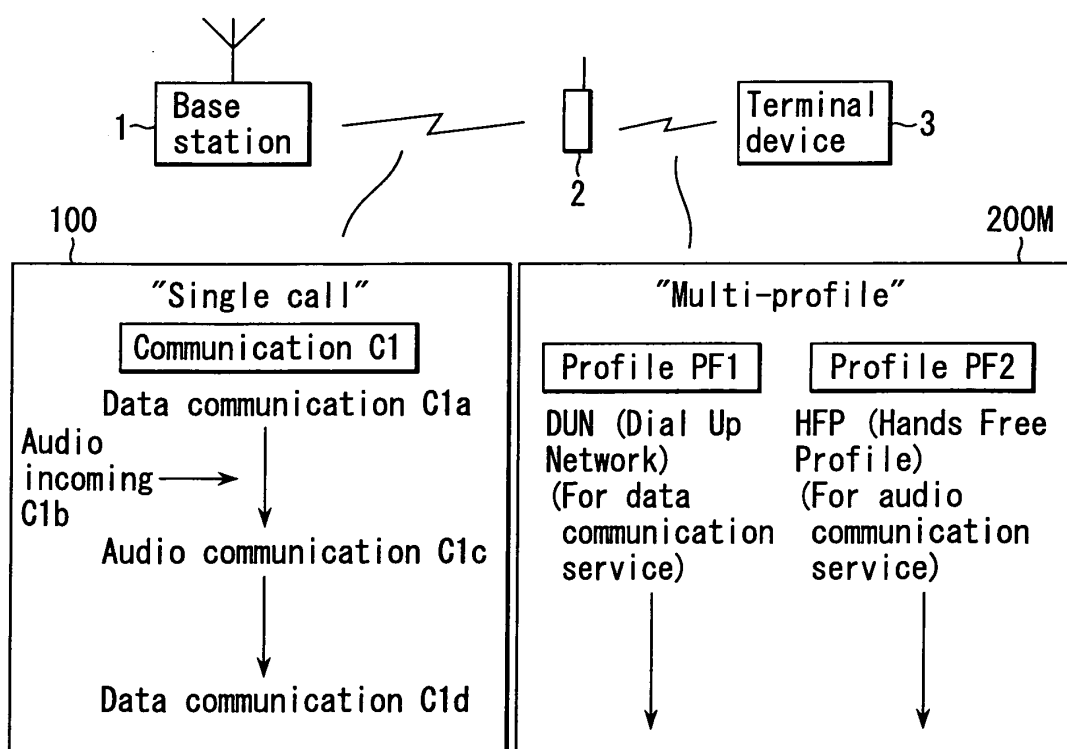 Base
station
1
2
Terminal
device
3
100
200M
"Single call"
Communication C1
Data communication C1a
Audio
incoming
C1b
Audio communication C1c
Data communication C1d
"Multi-profile"
Profile PF1
DUN (Dial Up
Network)
(For data
communication
service)
Profile PF2
HFP (Hands Free
Profile)
(For audio
communication
service)